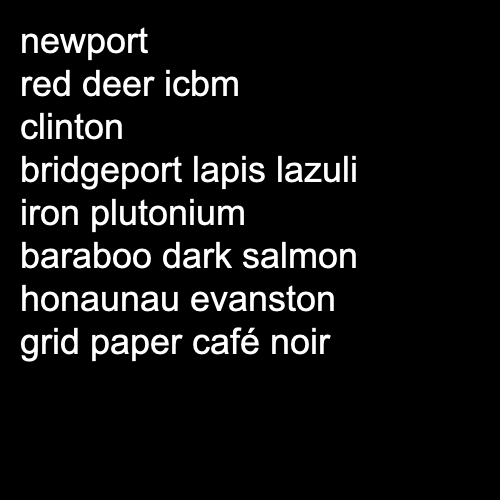 newport
red deer icbm
clinton
bridgeport lapis lazuli
iron plutonium
baraboo dark salmon
honaunau evanston
grid paper café noir